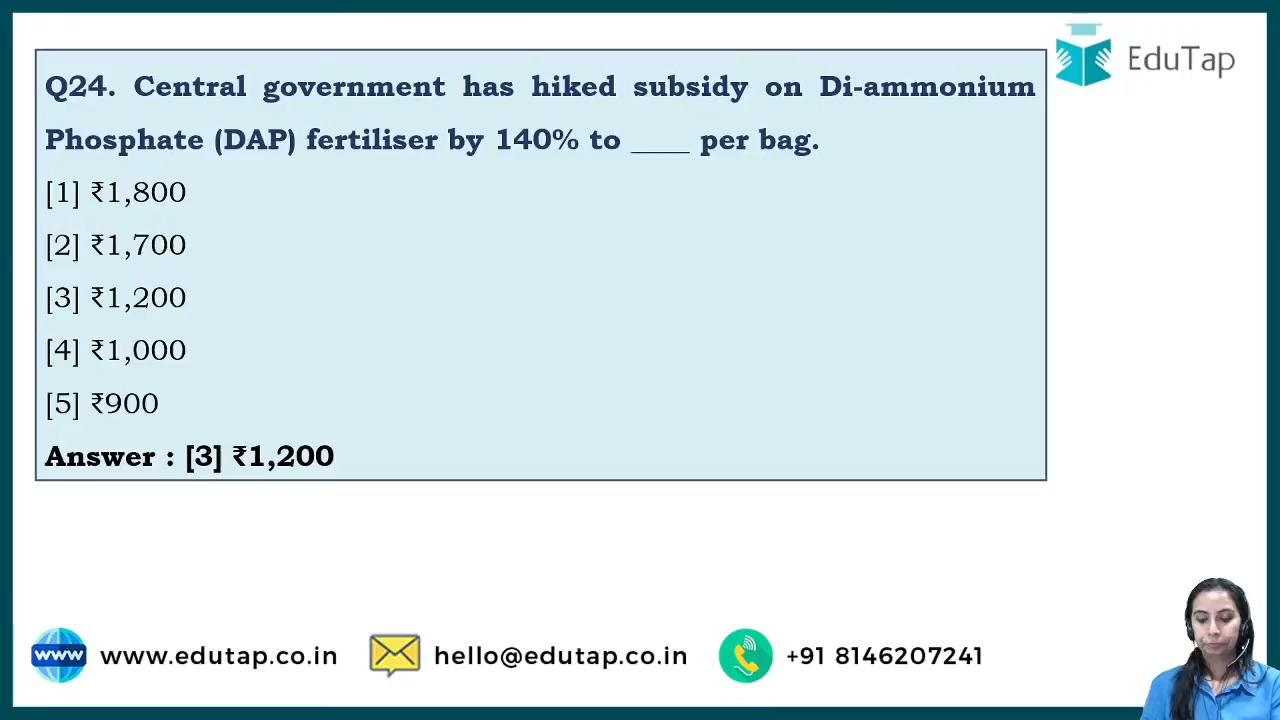 EduTap
Q24. Central government has hiked subsidy on Di-ammonium
Phosphate (DAP) fertiliser by 140% to ____ per bag.
[1] ₹1,800
[2] ₹1,700
[3] ₹1,200
[4] ₹1,000
[5] ₹900
Answer : [3] ₹1,200
www www.edutap.co.in hello@edutap.co.in +91 8146207241